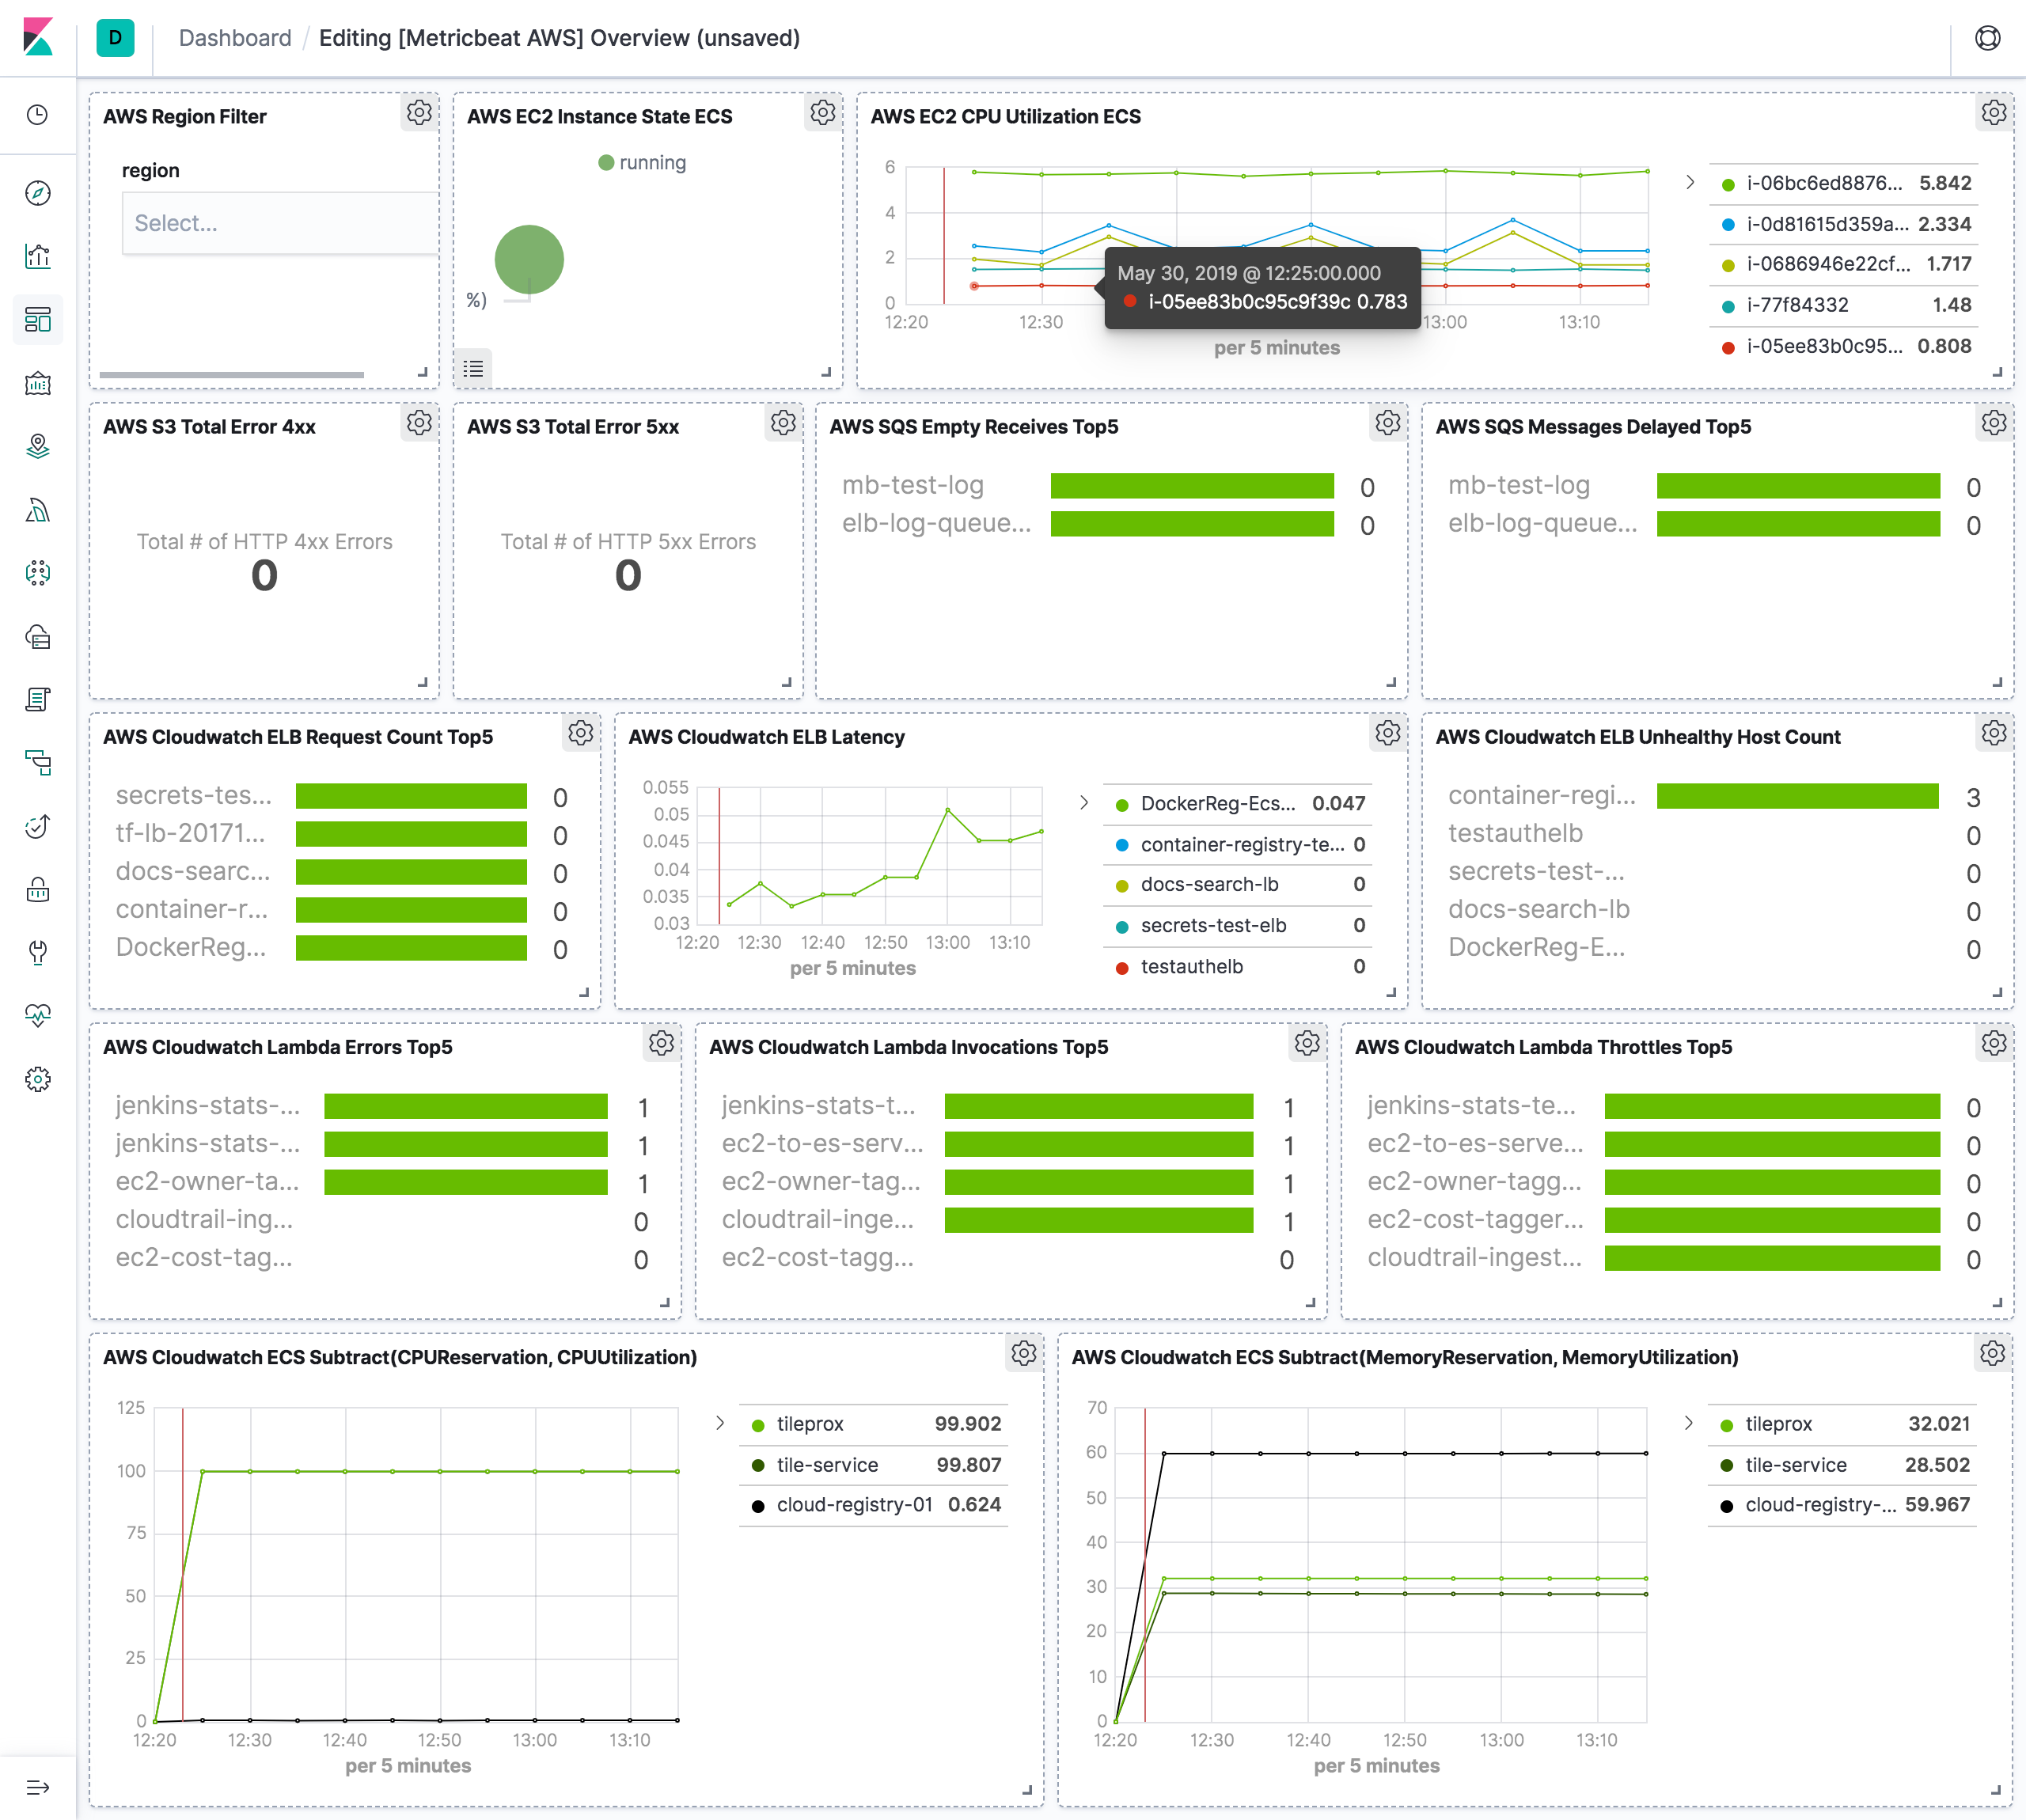 D
Dashboard / Editing [Metricbeat AWS] Overview (unsaved)
AWS Region Filter
region
Select...
AWS EC2 Instance State ECS
running
%)
AWS EC2 CPU Utilization ECS
6
4
2
0
12:20
12:30
13:00
13:10
per 5 minutes
May 30, 2019 @ 12:25:00.000
i-05ee83b0c95c9f39c 0.783
i-06bc6ed8876... 5.842
i-0d81615d359a... 2.334
i-0686946e22cf... 1.717
i-77f84332 1.48
i-05ee83b0c95... 0.808
AWS S3 Total Error 4xx
Total # of HTTP 4xx Errors
0
AWS S3 Total Error 5xx
Total # of HTTP 5xx Errors
0
AWS SQS Empty Receives Top5
mb-test-log 0
elb-log-queue... 0
AWS SQS Messages Delayed Top5
mb-test-log 0
elb-log-queue... 0
AWS Cloudwatch ELB Request Count Top5
secrets-tes... 0
tf-lb-20171... 0
docs-searc... 0
container-r... 0
DockerReg... 0
AWS Cloudwatch ELB Latency
0.055
0.05
0.045
0.04
0.035
0.03
12:20 12:30 12:40 12:50 13:00 13:10
per 5 minutes
DockerReg-Ecs... 0.047
container-registry-te... 0
docs-search-lb 0
secrets-test-elb 0
testauthelb 0
AWS Cloudwatch ELB Unhealthy Host Count
container-regi... 3
testauthelb 0
secrets-test-... 0
docs-search-lb 0
DockerReg-E... 0
AWS Cloudwatch Lambda Errors Top5
jenkins-stats-... 1
jenkins-stats-... 1
ec2-owner-ta... 1
cloudtrail-ing... 0
ec2-cost-tag... 0
AWS Cloudwatch Lambda Invocations Top5
jenkins-stats-t... 1
ec2-to-es-serv... 1
ec2-owner-tag... 1
cloudtrail-inge... 1
ec2-cost-tagg... 0
AWS Cloudwatch Lambda Throttles Top5
jenkins-stats-te... 0
ec2-to-es-serve... 0
ec2-owner-tagg... 0
ec2-cost-tagger... 0
cloudtrail-ingest... 0
AWS Cloudwatch ECS Subtract(CPUReservation, CPUUtilization)
125
100
75
50
25
0
12:20 12:30 12:40 12:50 13:00 13:10
per 5 minutes
tileprox 99.902
tile-service 99.807
cloud-registry-01 0.624
AWS Cloudwatch ECS Subtract(MemoryReservation, MemoryUtilization)
70
60
50
40
30
20
10
0
12:20 12:30 12:40 12:50 13:00 13:10
per 5 minutes
tileprox 32.021
tile-service 28.502
cloud-registry-... 59.967